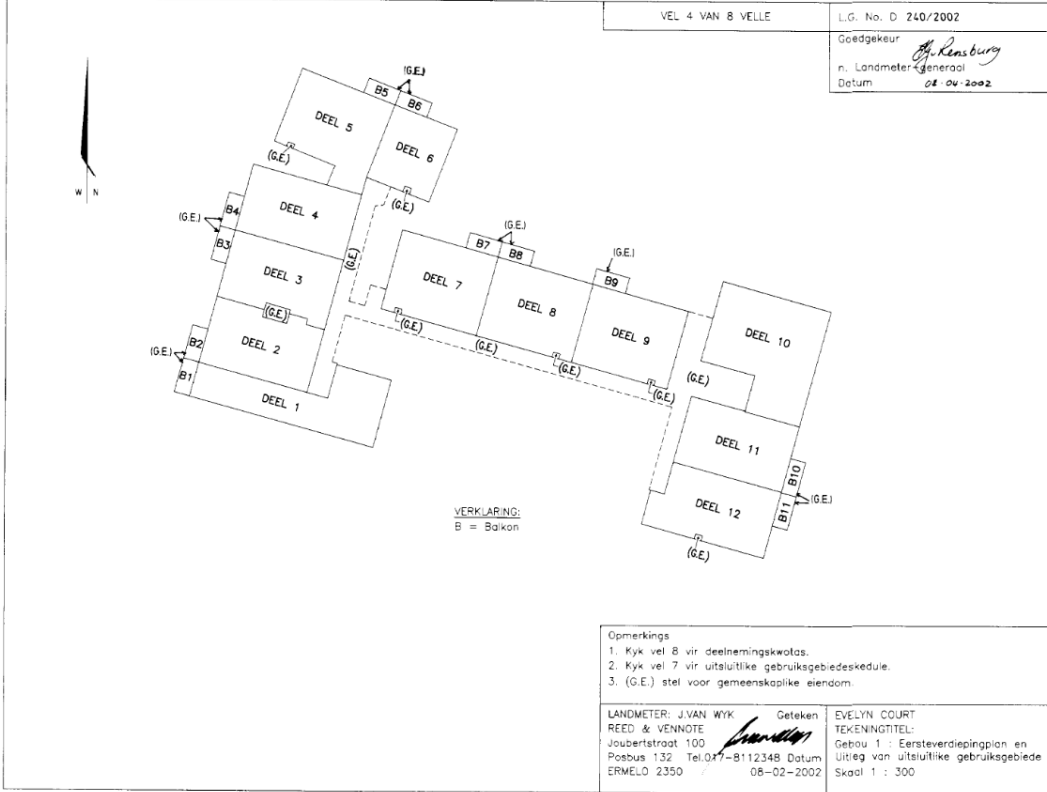 VEL 4 VAN 8 VELLE
L.G. No. D 240/2002
Goedgekeur
n. Landmeter-generaal
Datum 08-04-2002
W N
(G.E.)
B5
B6
DEEL 5
DEEL 6
(G.E.)
(G.E.)
DEEL 4
B4
(G.E.)
B3
DEEL 3
(G.E.)
(G.E.)
B7
B8
(G.E.)
B9
DEEL 7
DEEL 8
DEEL 9
DEEL 10
(G.E.)
(G.E.)
DEEL 2
B2
(G.E.)
B1
DEEL 1
(G.E.)
(G.E.)
(G.E.)
(G.E.)
DEEL 11
B10
(G.E.)
B11
DEEL 12
(G.E.)
VERKLARING:
B = Balkon
Opmerkings
1. Kyk vel 8 vir deelnemingskwotas.
2. Kyk vel 7 vir uitsluitlike gebruiksgebiedeskedule.
3. (G.E.) stel voor gemeenskaplike eiendom.
LANDMETER: J.VAN WYK Geteken
REED & VENNOTE
Joubertstraat 100
Posbus 132 Tel.017-8112348 Datum
ERMELO 2350 08-02-2002
EVELYN COURT
TEKENINGTITEL:
Gebou 1 : Eersteverdiepingplan en
Uitleg van uitsluitlike gebruiksgebiede
Skaal 1 : 300